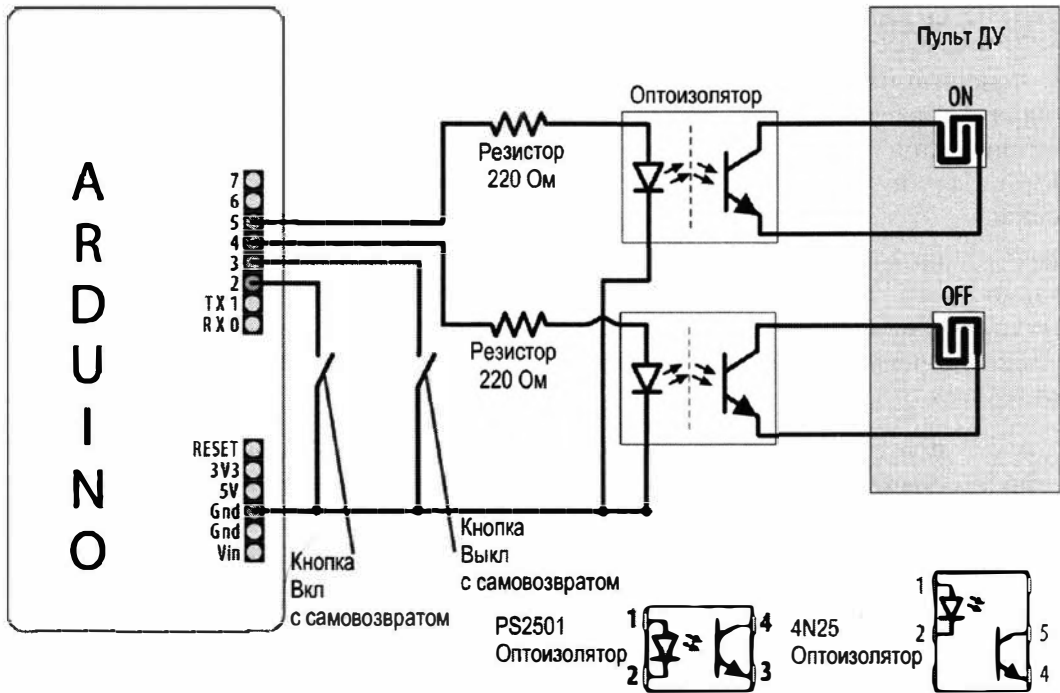 ARDUINO
7
6
5
4
3
2
TX 1
RX 0
RESET
3V3
5V
Gnd
Gnd
Vin
Резистор
220 Ом
Резистор
220 Ом
Оптоизолятор
Пульт ДУ
ON
OFF
Кнопка
Вкл
с самовозвратом
Кнопка
Выкл
с самовозвратом
PS2501
Оптоизолятор
1
2
4
3
4N25
Оптоизолятор
1
2
5
4